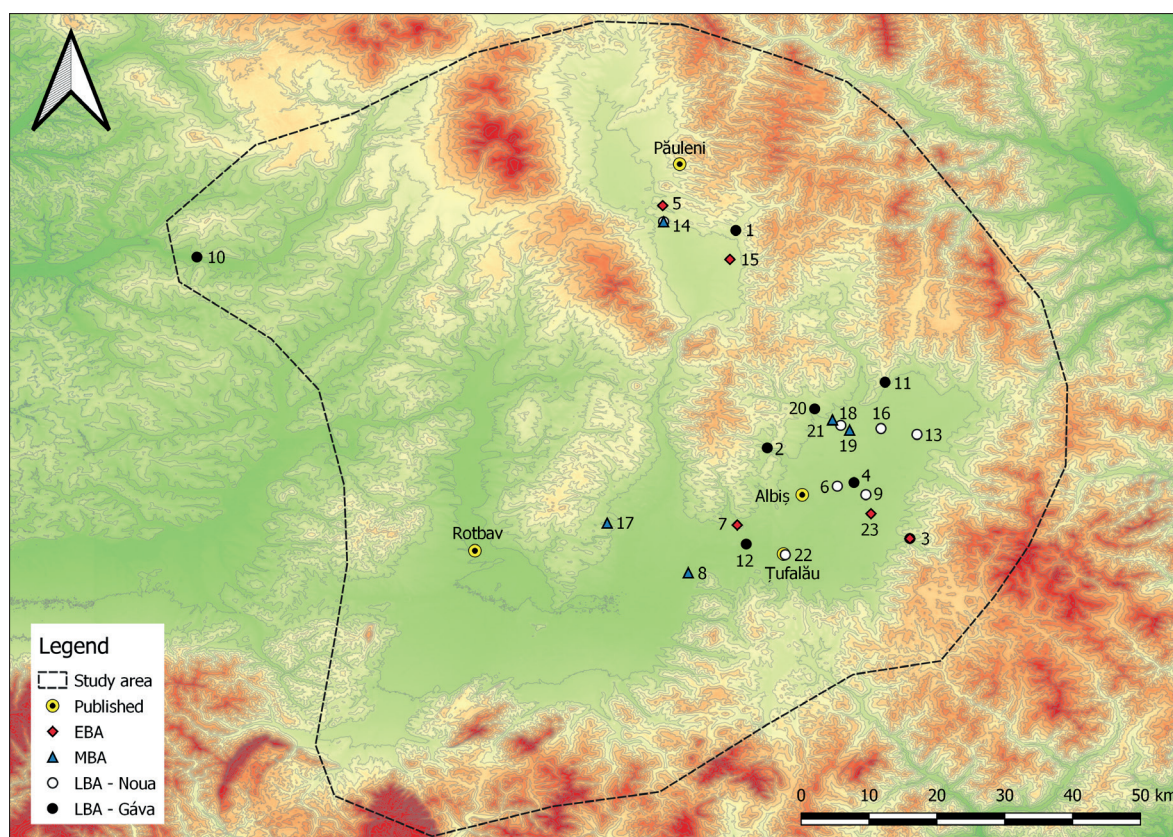 Păuleni
5
14
1
15
10
11
20
18
16
21
19
13
2
4
6
9
Albiș
23
7
17
Rotbav
12
22
3
Țufalău
8
Legend
Study area
Published
EBA
MBA
LBA - Noua
LBA - Gáva
0 10 20 30 40 50 km